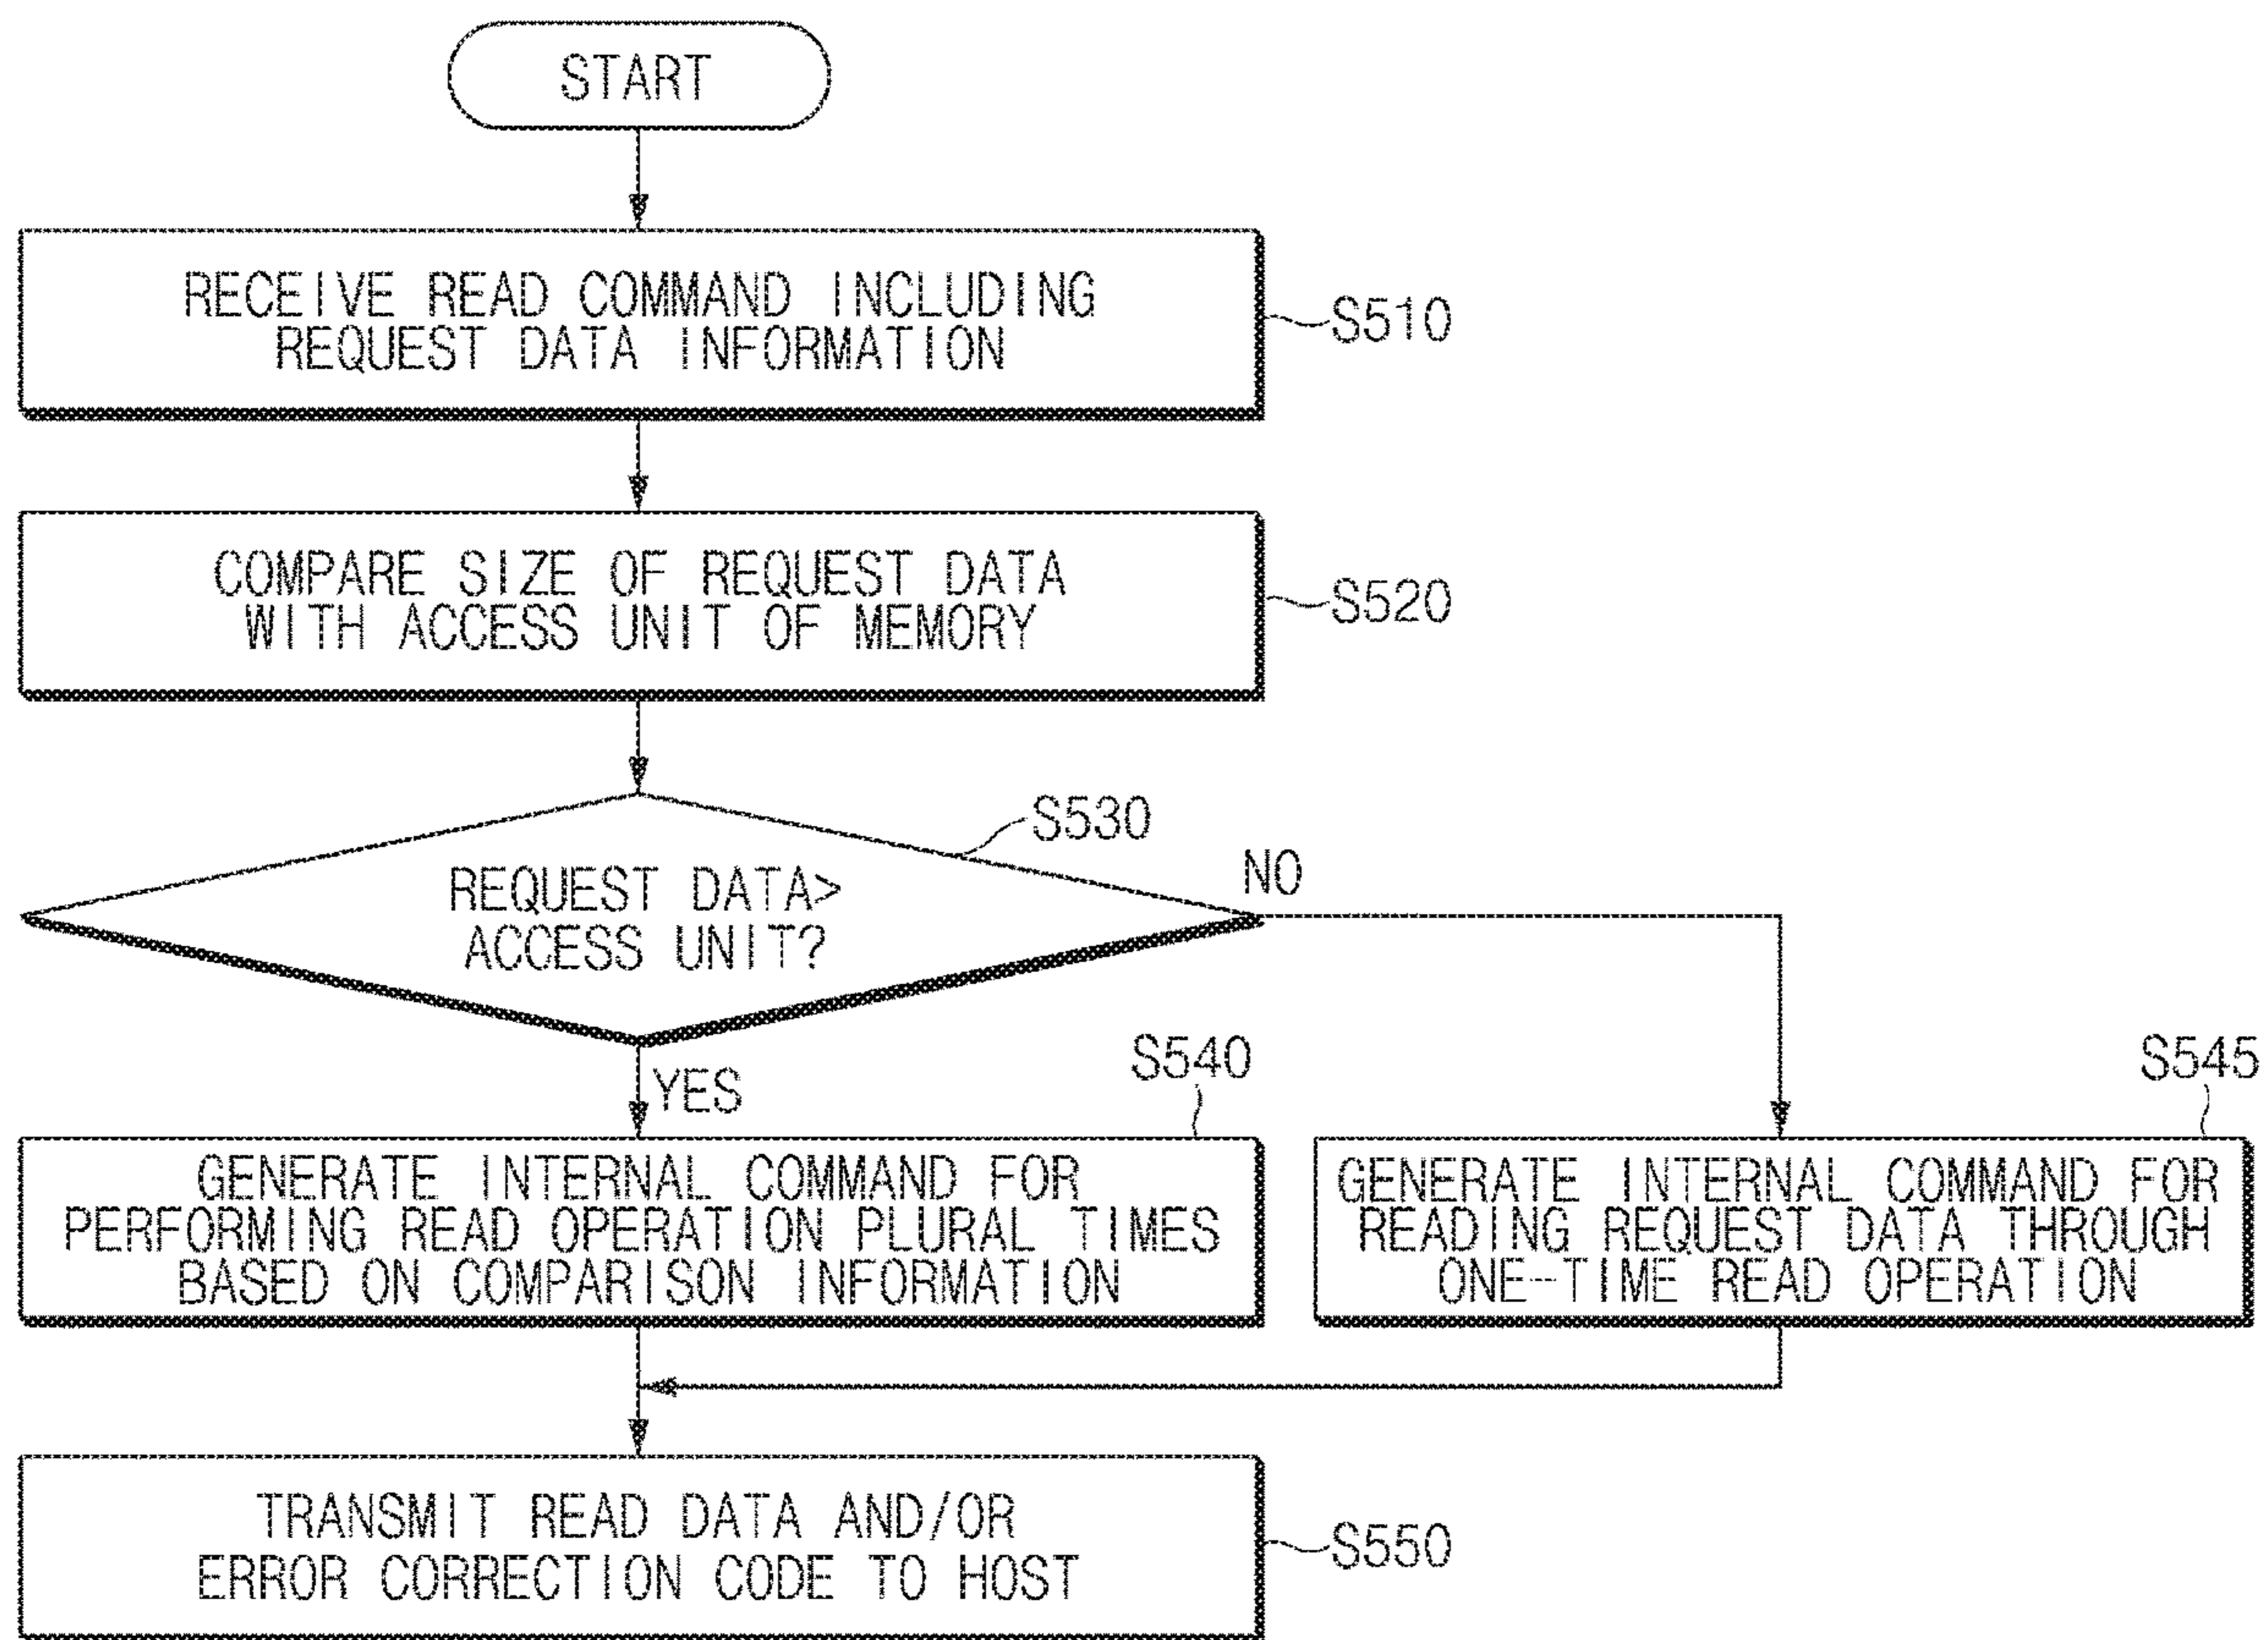 START
RECEIVE READ COMMAND INCLUDING
REQUEST DATA INFORMATION
S510
COMPARE SIZE OF REQUEST DATA
WITH ACCESS UNIT OF MEMORY
S520
S530
REQUEST DATA>
ACCESS UNIT?
NO
YES
S540
GENERATE INTERNAL COMMAND FOR
PERFORMING READ OPERATION PLURAL TIMES
BASED ON COMPARISON INFORMATION
S545
GENERATE INTERNAL COMMAND FOR
READING REQUEST DATA THROUGH
ONE-TIME READ OPERATION
TRANSMIT READ DATA AND/OR
ERROR CORRECTION CODE TO HOST
S550